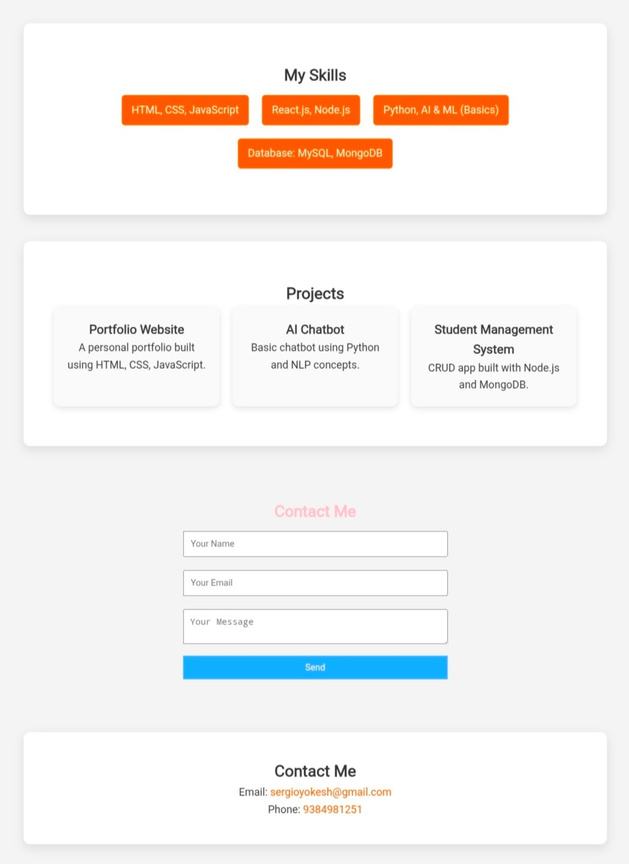 My Skills
HTML, CSS, JavaScript
React.js, Node.js
Python, AI & ML (Basics)
Database: MySQL, MongoDB
Projects
Portfolio Website
A personal portfolio built
using HTML, CSS, JavaScript.
AI Chatbot
Basic chatbot using Python
and NLP concepts.
Student Management
System
CRUD app built with Node.js
and MongoDB.
Contact Me
Your Name
Your Email
Your Message
Send
Contact Me
Email: sergioyokesh@gmail.com
Phone: 9384981251